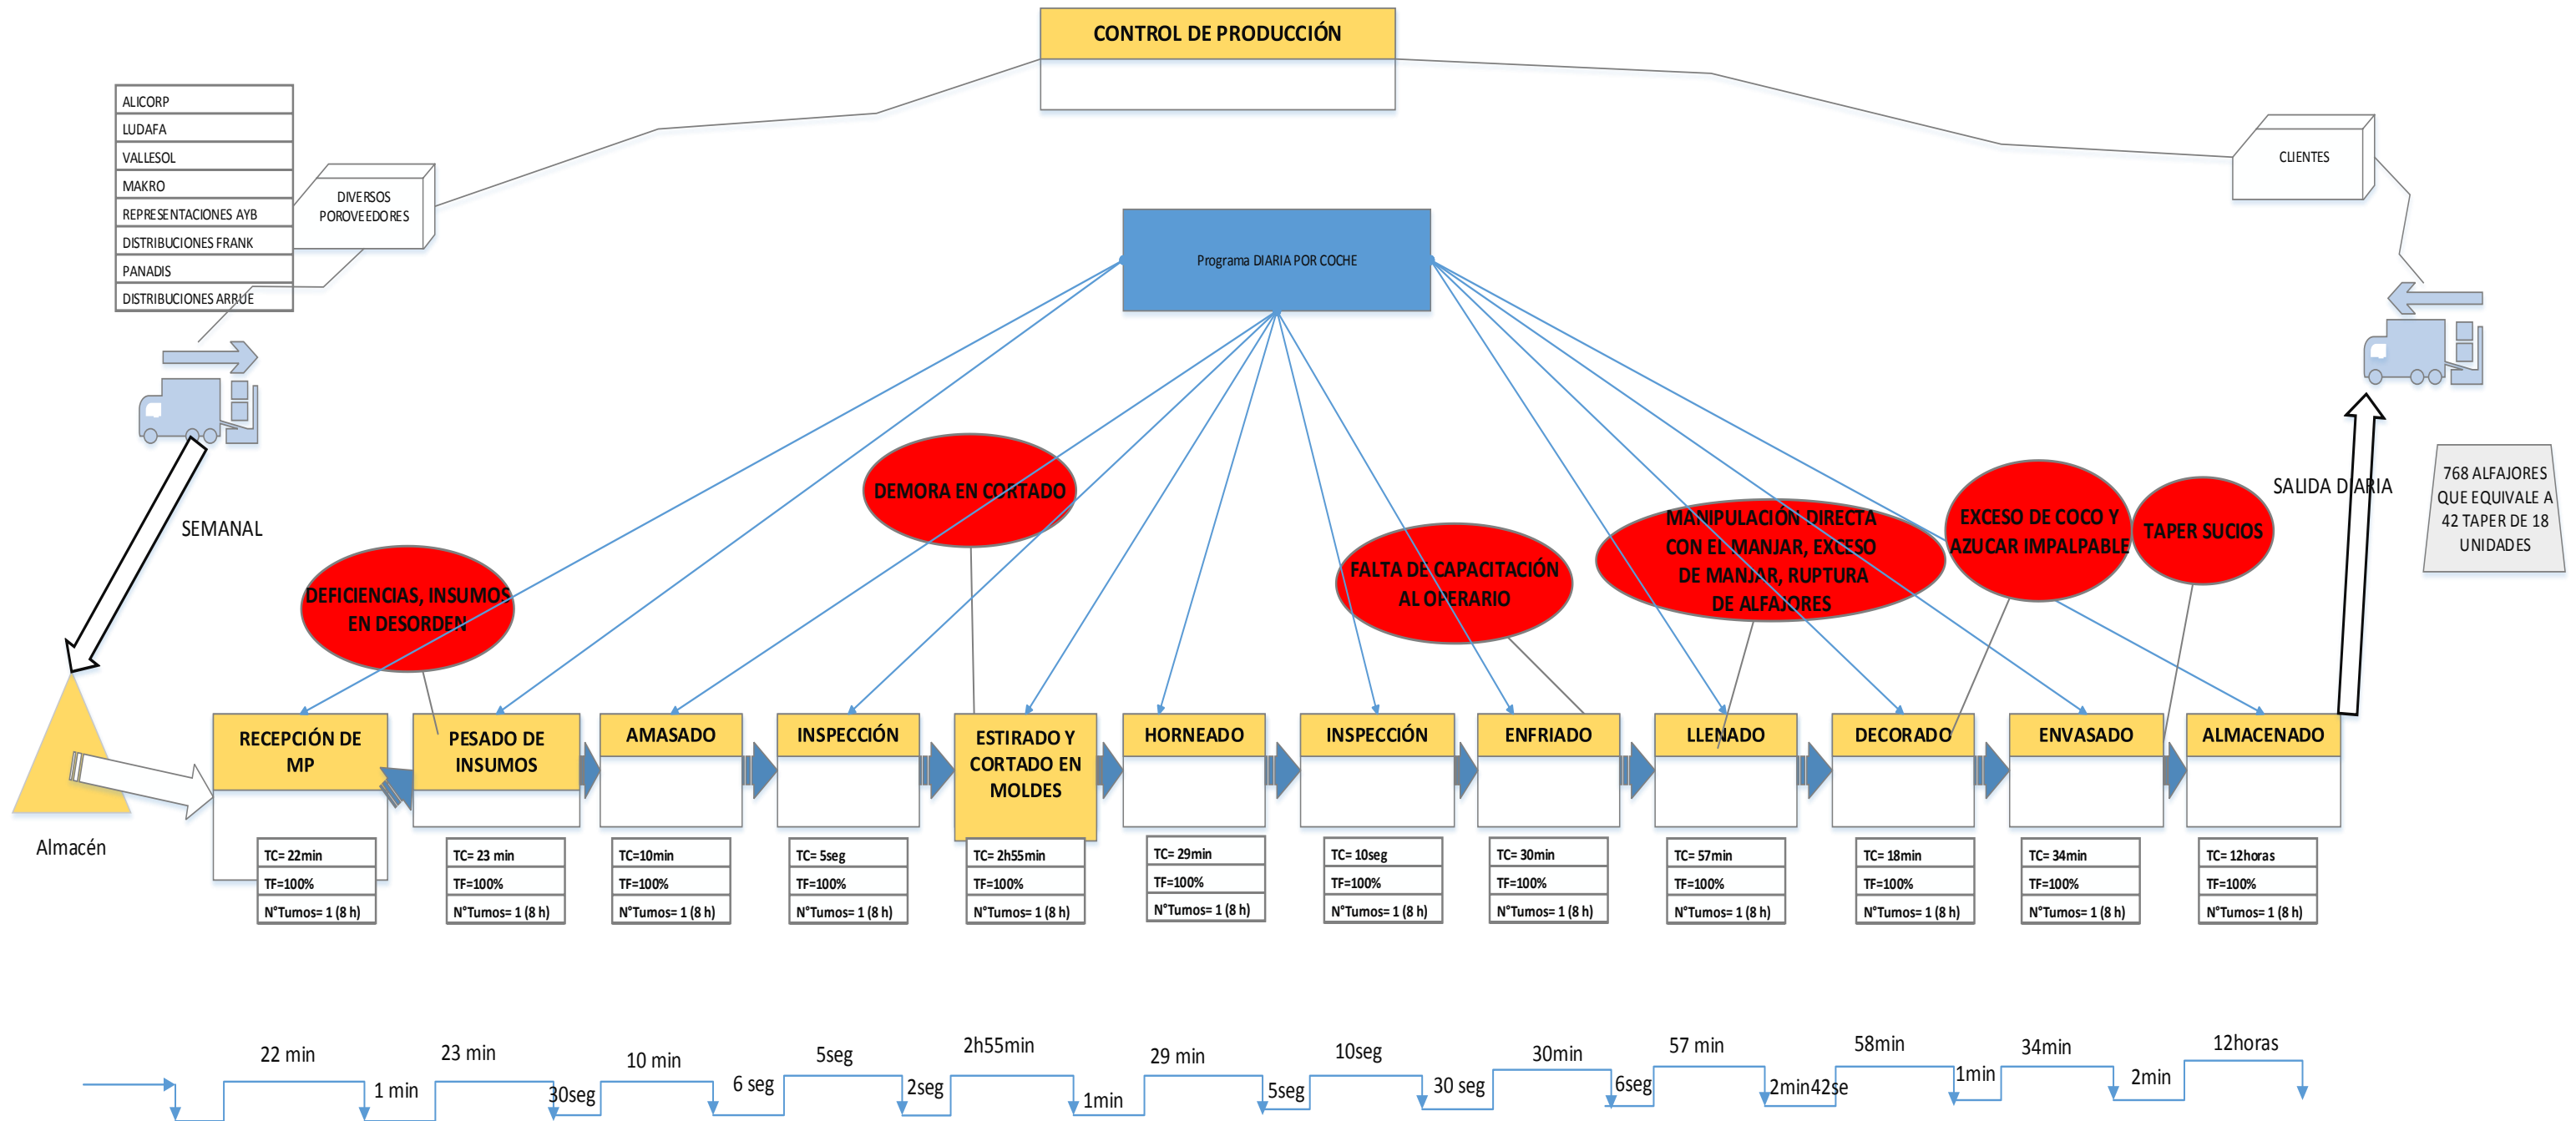 CONTROL DE PRODUCCIÓN
ALICORP
LUDAFA
VALLESOL
MAKRO
REPRESENTACIONES AYB
DISTRIBUCIONES FRANK
PANADIS
DISTRIBUCIONES ARRUE
DIVERSOS
POROVEEDORES
CLIENTES
Programa DIARIA POR COCHE
SEMANAL
DEFICIENCIAS, INSUMOS
EN DESORDEN
DEMORA EN CORTADO
FALTA DE CAPACITACIÓN
AL OPERARIO
MANIPULACIÓN DIRECTA
CON EL MANJAR, EXCESO
DE MANJAR, RUPTURA
DE ALFAJORES
EXCESO DE COCO Y
AZUCAR IMPALPABLE
TAPER SUCIOS
SALIDA DIARIA
768 ALFAJORES
QUE EQUIVALE A
42 TAPER DE 18
UNIDADES
Almacén
RECEPCIÓN DE
MP
TC= 22min
TF=100%
N°Turnos= 1 (8 h)
PESADO DE
INSUMOS
TC= 23 min
TF=100%
N°Turnos= 1 (8 h)
AMASADO
TC=10min
TF=100%
N°Turnos= 1 (8 h)
INSPECCIÓN
TC= 5seg
TF=100%
N°Turnos= 1 (8 h)
ESTIRADO Y
CORTADO EN
MOLDES
TC= 2h55min
TF=100%
N°Turnos= 1 (8 h)
HORNEADO
TC= 29min
TF=100%
N°Turnos= 1 (8 h)
INSPECCIÓN
TC= 10seg
TF=100%
N°Turnos= 1 (8 h)
ENFRIADO
TC= 30min
TF=100%
N°Turnos= 1 (8 h)
LLENADO
TC= 57min
TF=100%
N°Turnos= 1 (8 h)
DECORADO
TC= 18min
TF=100%
N°Turnos= 1 (8 h)
ENVASADO
TC= 34min
TF=100%
N°Turnos= 1 (8 h)
ALMACENADO
TC= 12horas
TF=100%
N°Turnos= 1 (8 h)
22 min
1 min
23 min
30seg
10 min
6 seg
5seg
2seg
2h55min
1min
29 min
5seg
10seg
30 seg
30min
6seg
57 min
2min42se
58min
1min
34min
2min
12horas